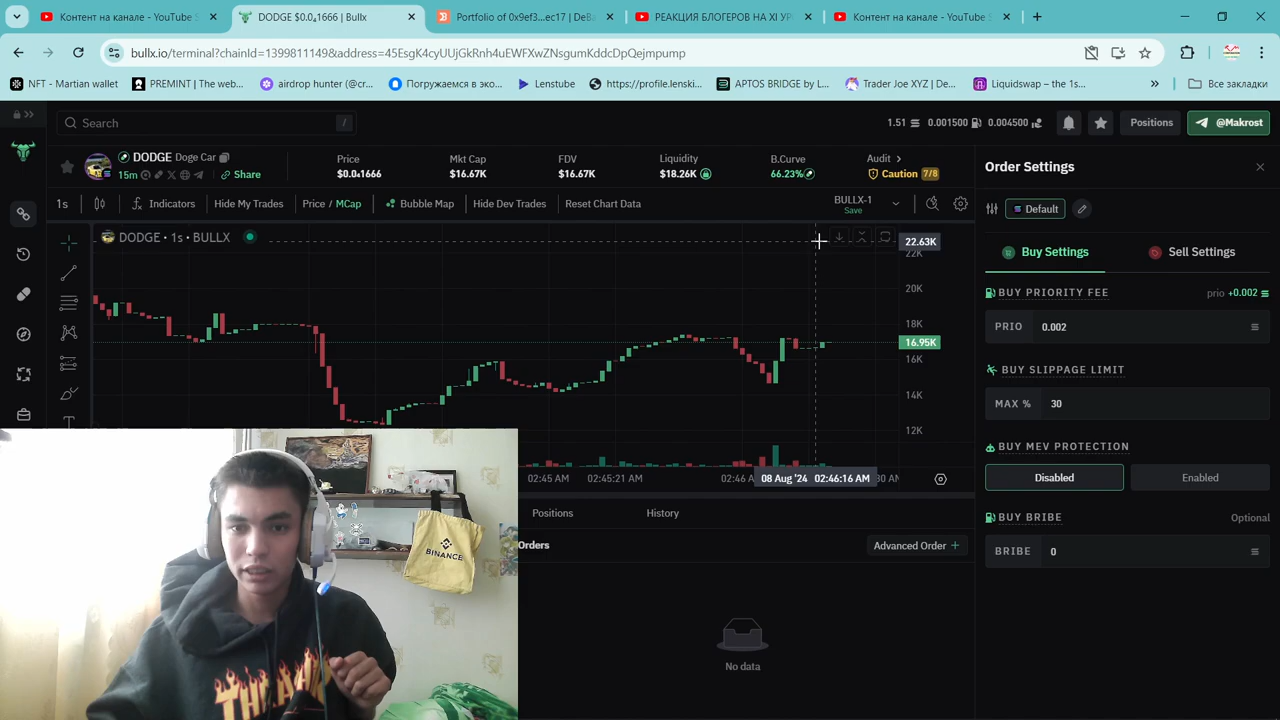 Контент на канале - YouTube S
DODGE $0.0₄1666 | Bullx
Portfolio of 0x9ef3...ec17 | DeBa
РЕАКЦИЯ БЛОГЕРОВ НА XI УР
Контент на канале - YouTube S
bullx.io/terminal?chainId=1399811149&address=45EsgK4cyUUjGkRnh4uEWFXwZNsgumKddcDpQejmpump
NFT - Martian wallet
PREMINT | The web...
airdrop hunter (@cr...
Погружаемся в эко...
Lenstube
https://profile.lenski...
APTOS BRIDGE by L...
Trader Joe XYZ | De...
Liquidswap – the 1s...
»
Все закладки
Search /
1.51 0.001500 0.004500
Positions
@Makrost
DODGE Doge Car
15m
Share
Price
$0.0₄1666
Mkt Cap
$16.67K
FDV
$16.67K
Liquidity
$18.26K
B.Curve
66.23%
Audit
Caution 7/8
Order Settings
1s
Indicators
Hide My Trades
Price / MCap
Bubble Map
Hide Dev Trades
Reset Chart Data
BULLX-1
Save
Default
DODGE · 1s · BULLX
22.63K
22K
20K
18K
16.95K
16K
14K
12K
02:45 AM
02:45:21 AM
02:46 A
08 Aug '24 02:46:16 AM
30 AM
Buy Settings
Sell Settings
BUY PRIORITY FEE
prio +0.002
PRIO 0.002
BUY SLIPPAGE LIMIT
MAX % 30
BUY MEV PROTECTION
Disabled
Enabled
BUY BRIBE
Optional
BRIBE 0
Positions
History
Orders
Advanced Order +
No data
BINANCE